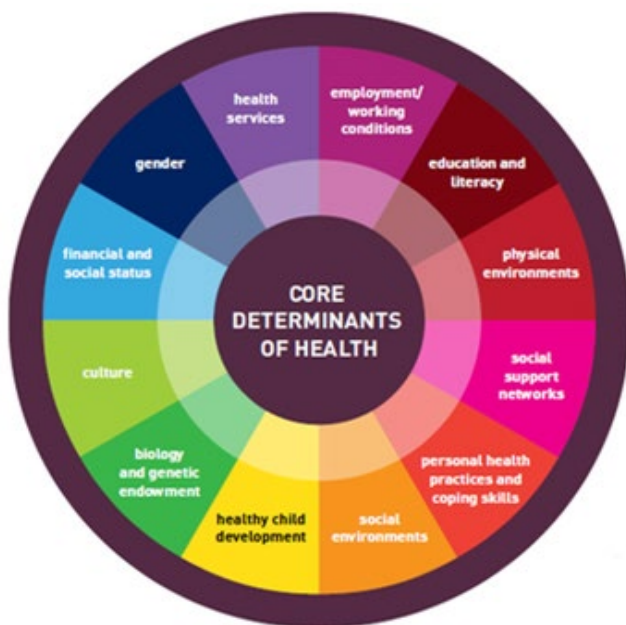 CORE
DETERMINANTS
OF HEALTH
employment/
working
conditions
education and
literacy
physical
environments
social
support
networks
personal health
practices and
coping skills
social
environments
healthy child
development
biology
and genetic
endowment
culture
financial and
social status
gender
health
services